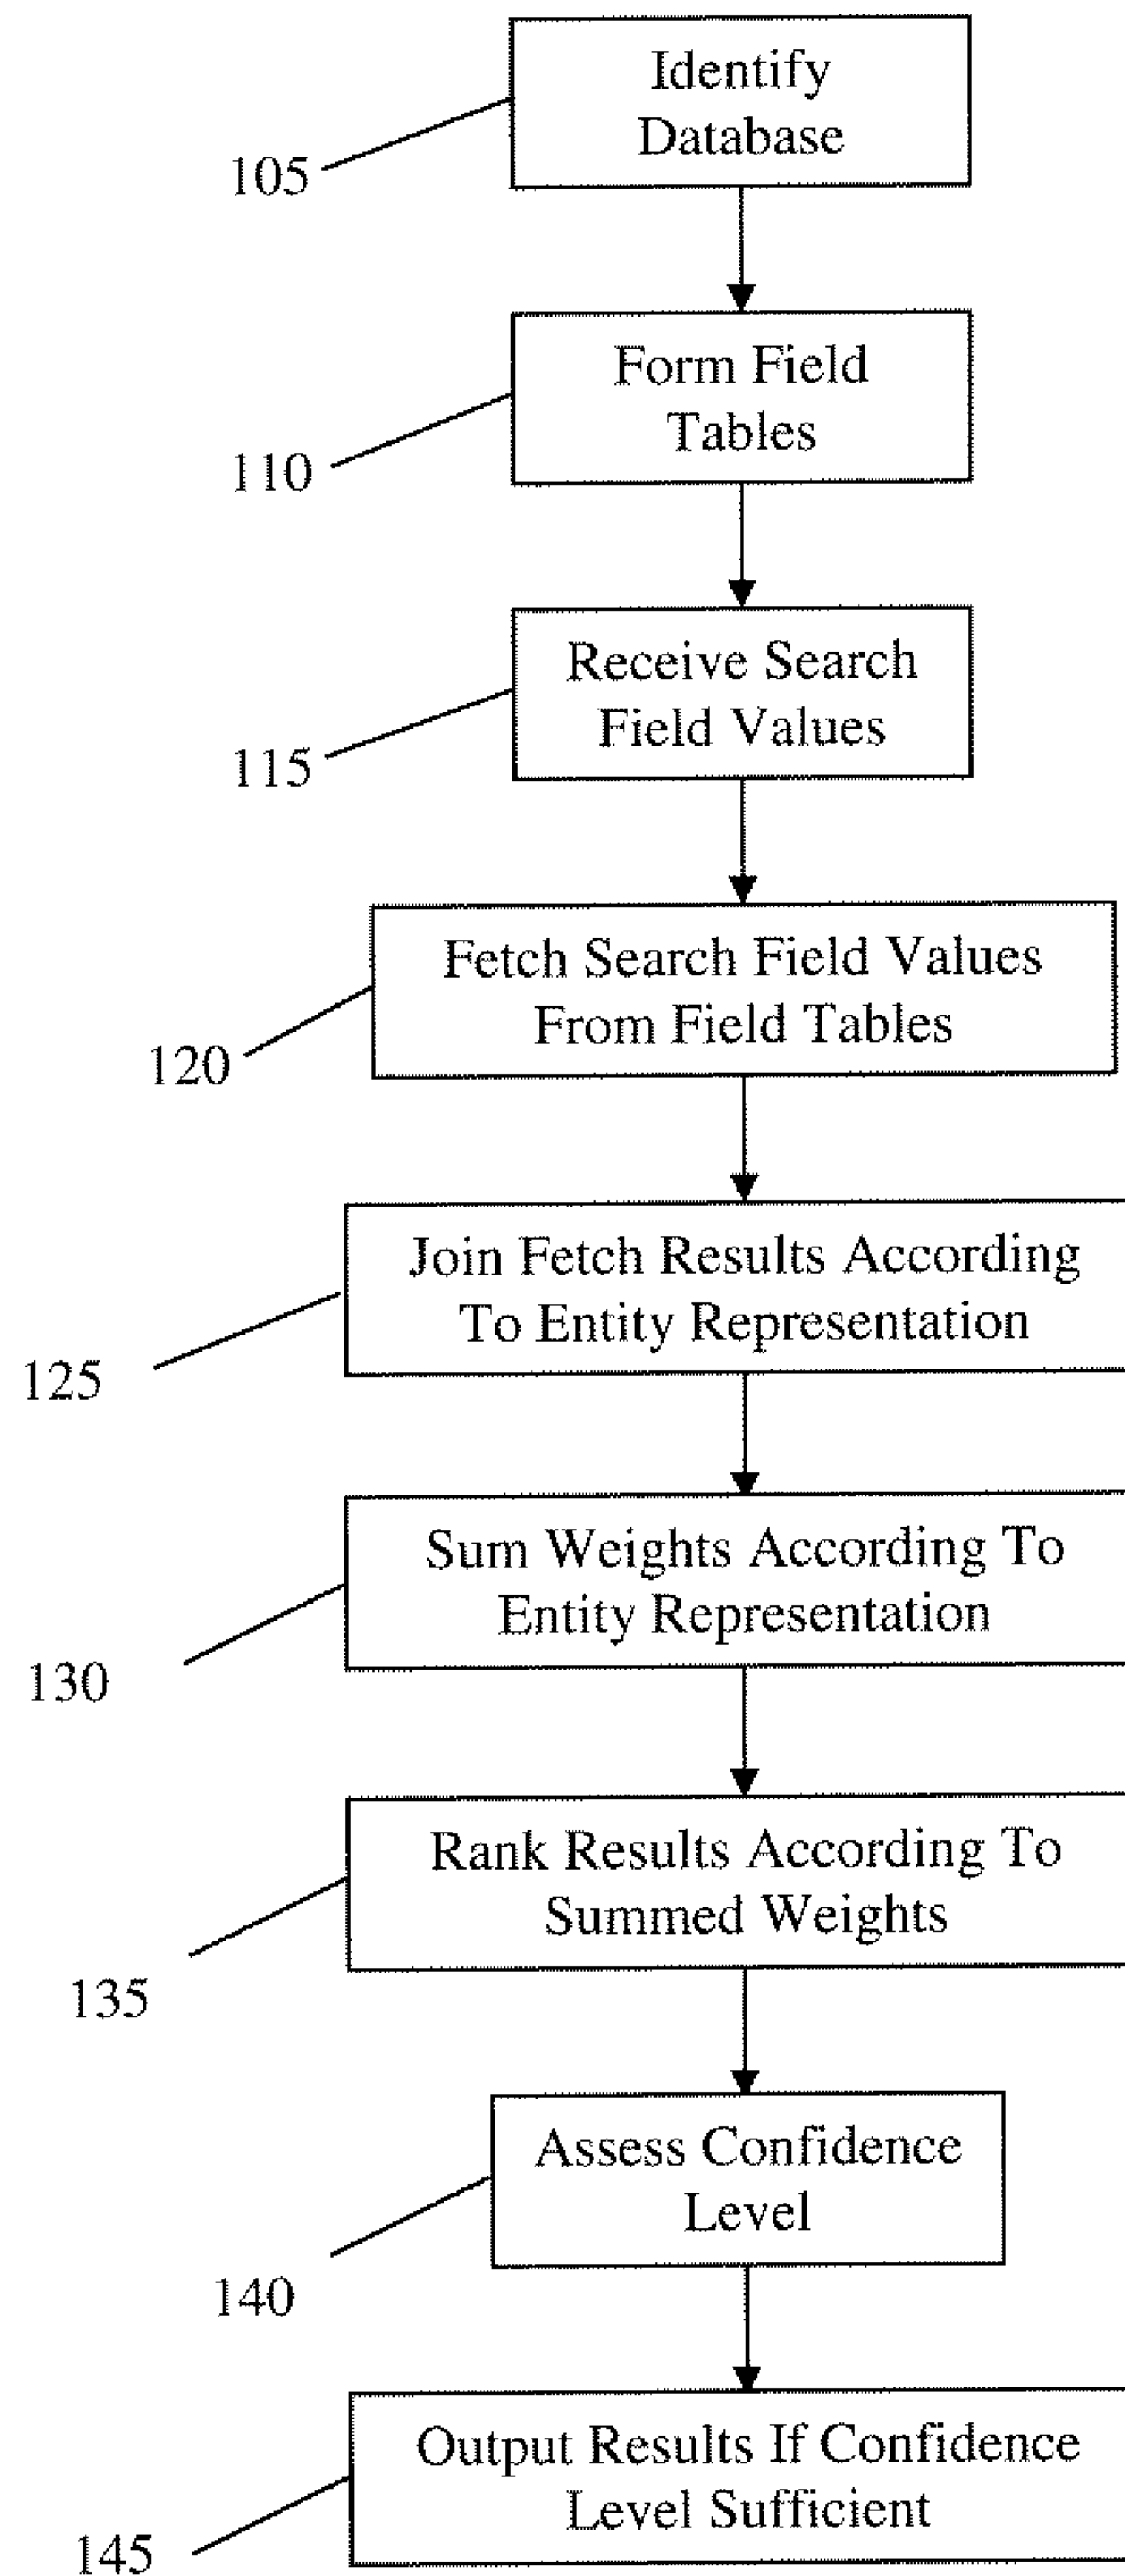 Identify
Database
105
Form Field
Tables
110
Receive Search
Field Values
115
Fetch Search Field Values
From Field Tables
120
Join Fetch Results According
To Entity Representation
125
Sum Weights According To
Entity Representation
130
Rank Results According To
Summed Weights
135
Assess Confidence
Level
140
Output Results If Confidence
Level Sufficient
145